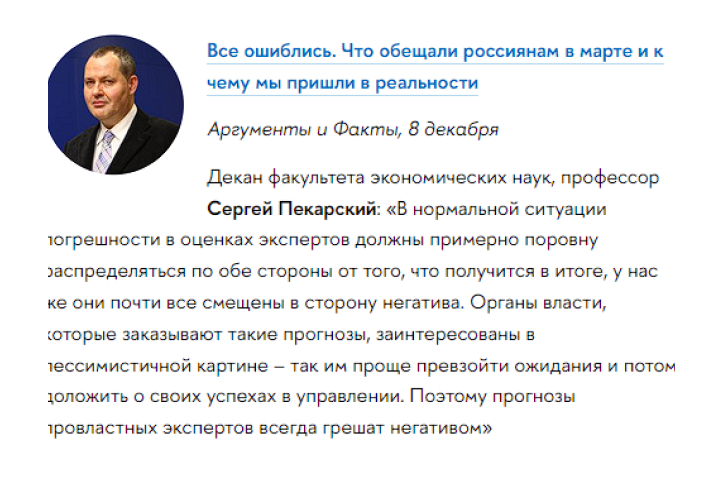 Все ошиблись. Что обещали россиянам в марте и к
чему мы пришли в реальности
Аргументы и Факты, 8 декабря
Декан факультета экономических наук, профессор
Сергей Пекарский: «В нормальной ситуации
погрешности в оценках экспертов должны примерно поровну
распределяться по обе стороны от того, что получится в итоге, у нас
же они почти все смещены в сторону негатива. Органы власти,
которые заказывают такие прогнозы, заинтересованы в
пессимистичной картине – так им проще превзойти ожидания и потом
доложить о своих успехах в управлении. Поэтому прогнозы
провластных экспертов всегда грешат негативом»